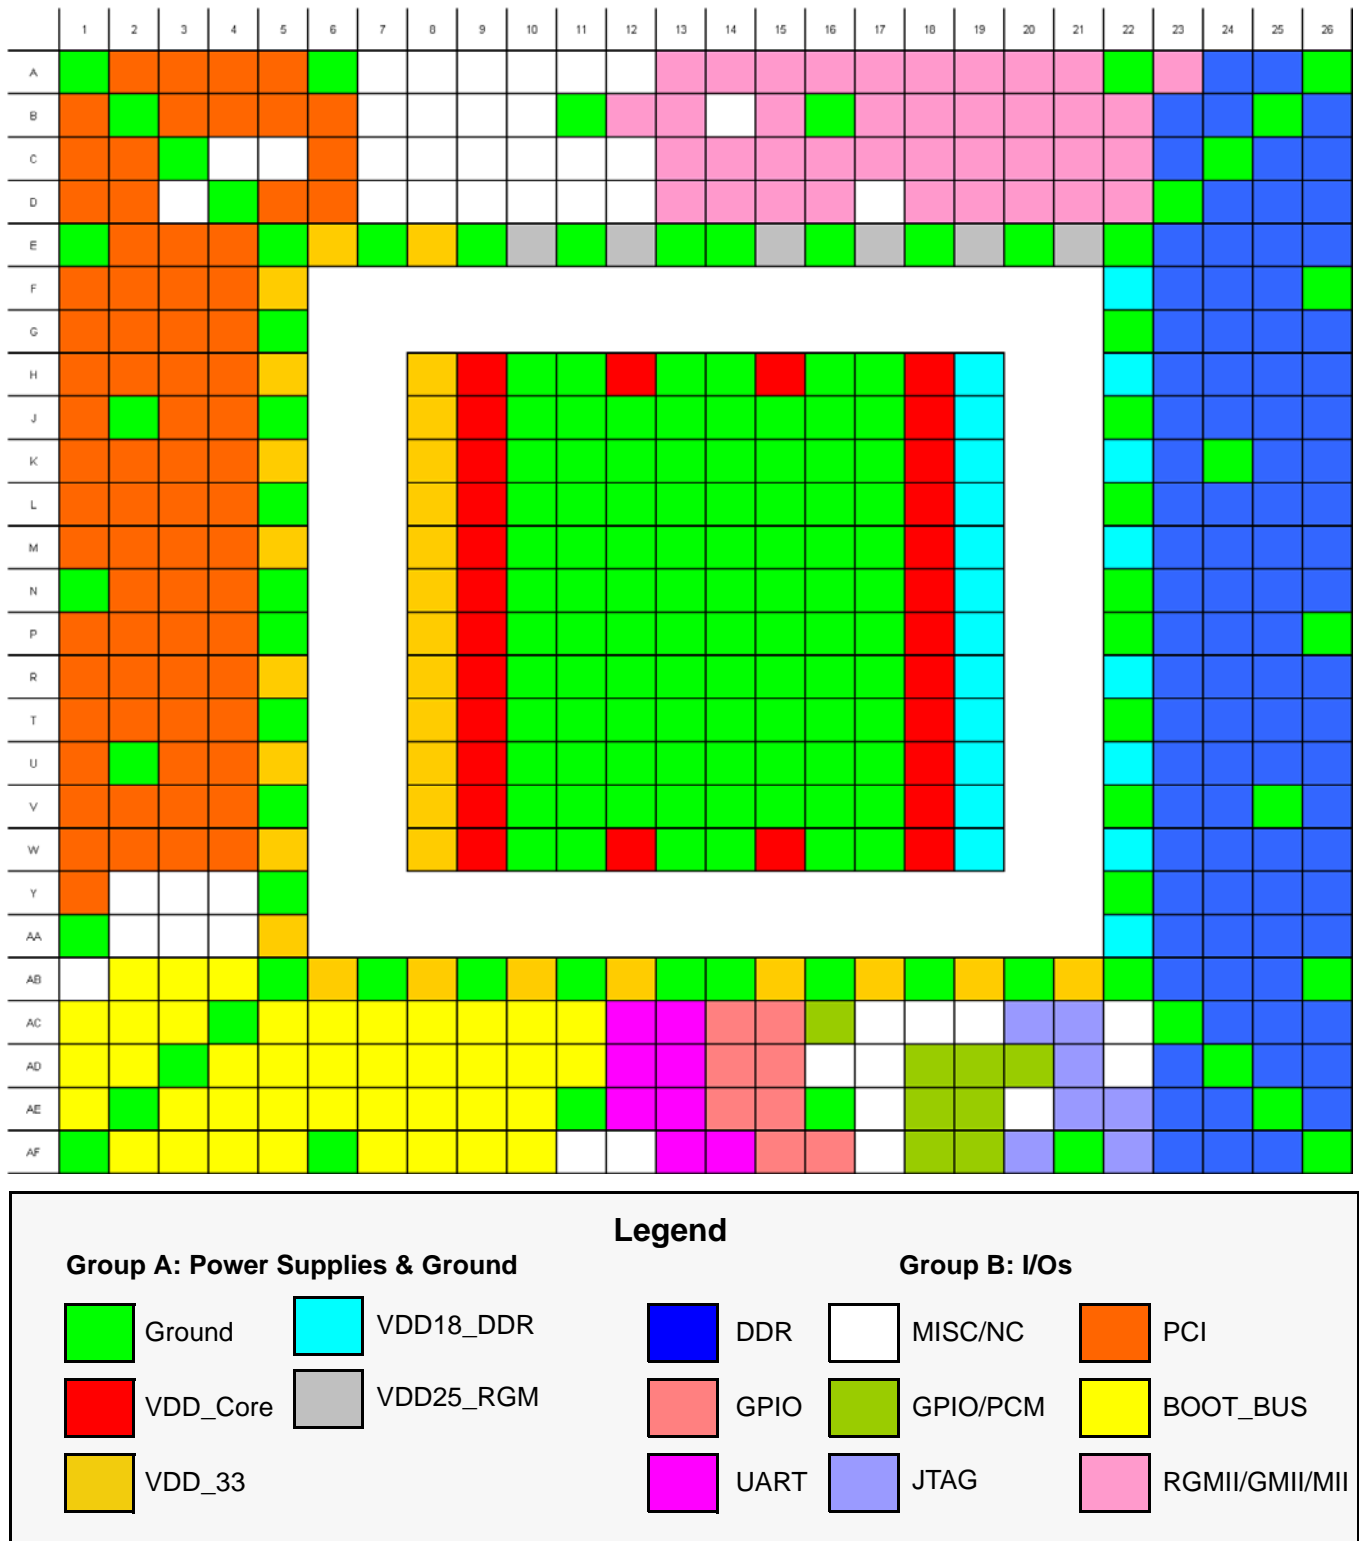 1 2 3 4 5 6 7 8 9 10 11 12 13 14 15 16 17 18 19 20 21 22 23 24 25 26
A
B
C
D
E
F
G
H
J
K
L
M
N
P
R
T
U
V
W
Y
AA
AB
AC
AD
AE
AF
Legend
Group A: Power Supplies & Ground
Group B: I/Os
Ground
VDD18_DDR
DDR
MISC/NC
PCI
VDD_Core
VDD25_RGM
GPIO
GPIO/PCM
BOOT_BUS
VDD_33
UART
JTAG
RGMII/GMII/MII